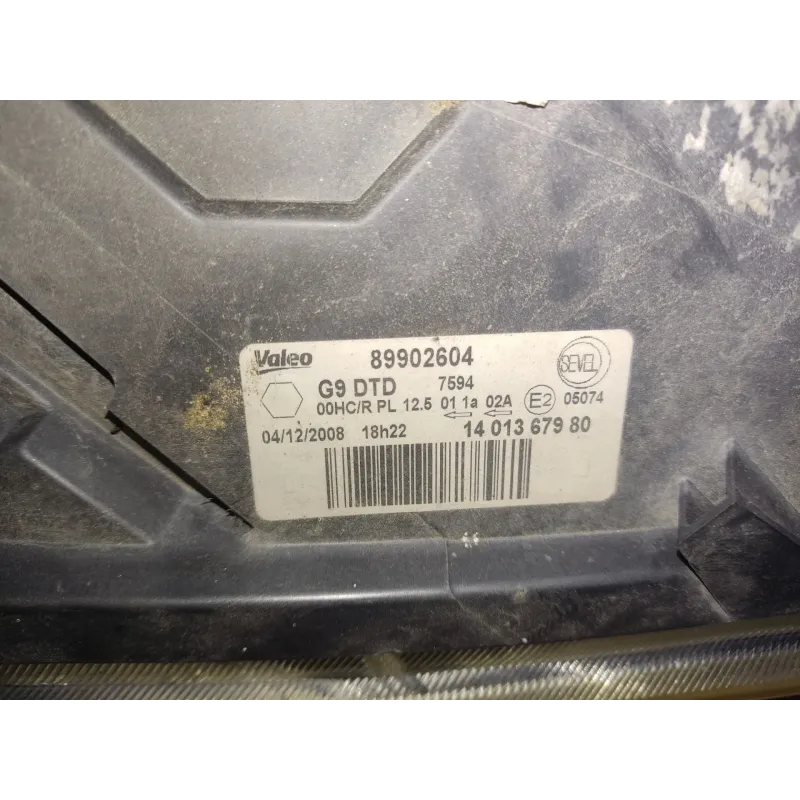 Valeo 89902604 SEVEL
G9 DTD 7594
00HC/R PL 12.5 01 1a 02A E2 05074
04/12/2008 18h22 14 013 679 80